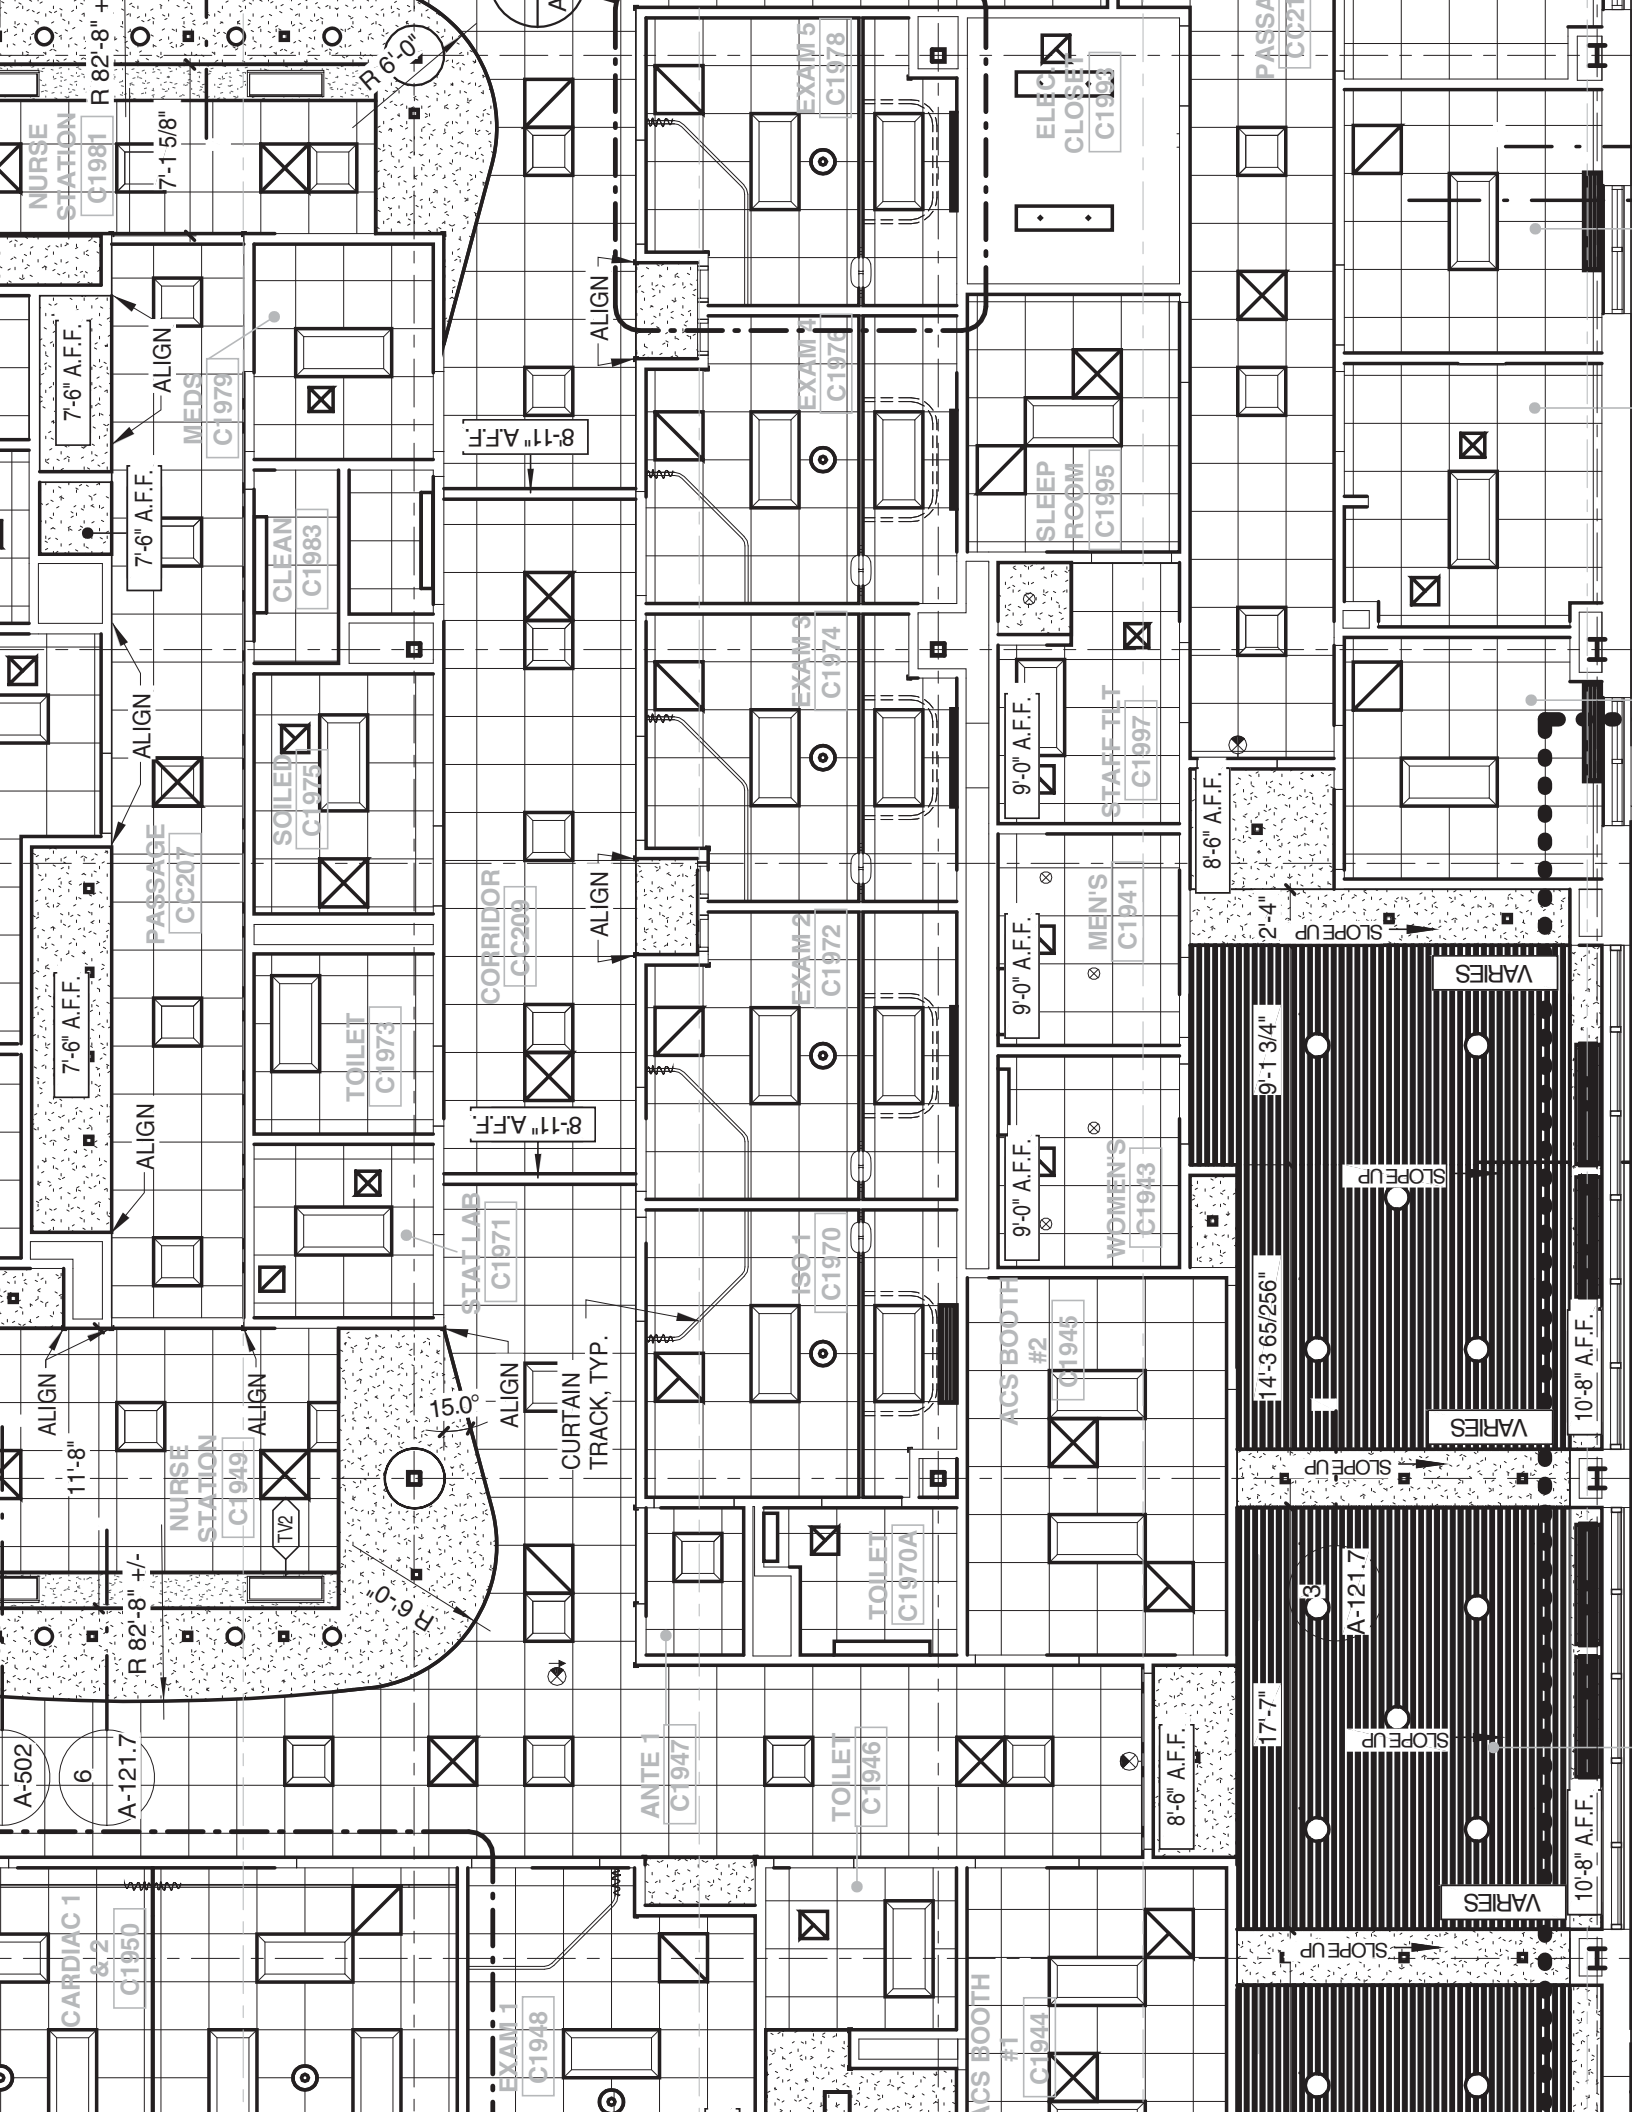 R 82'-8" +
R 6'-0"
A
EXAM 5
C1978
ELEC.
CLOSET
C1993
PASSA
CC21
NURSE
STATION
C1981
7'-1 5/8"
ALIGN
7'-6" A.F.F.
ALIGN
MEDS
C1979
EXAM 4
C1976
8'-11" A.F.F.
7'-6" A.F.F.
CLEAN
C1983
SLEEP
ROOM
C1995
ALIGN
EXAM 3
C1974
9'-0" A.F.F.
STAFF TLT
C1997
SOILED
C1975
8'-6" A.F.F.
PASSAGE
CC207
CORRIDOR
CC209
ALIGN
EXAM 2
C1972
9'-0" A.F.F.
MEN'S
C1941
2'-4"
SLOPE UP
VARIES
7'-6" A.F.F.
TOILET
C1973
9'-1 3/4"
8'-11" A.F.F.
ALIGN
9'-0" A.F.F.
WOMEN'S
C1943
SLOPE UP
STAT LAB
C1971
ISO 1
C1970
ACS BOOTH
#2
C1945
14'-3 65/256"
10'-8" A.F.F.
ALIGN
ALIGN
15.0°
ALIGN
CURTAIN
TRACK, TYP.
VARIES
11'-8"
NURSE
STATION
C1949
TV2
SLOPE UP
R 82'-8" +/-
R 6'-0"
TOILET
C1970A
3
A-121.7
A-502
6
A-121.7
ANTE 1
C1947
TOILET
C1946
8'-6" A.F.F.
17'-7"
SLOPE UP
10'-8" A.F.F.
VARIES
CARDIAC 1
& 2
C1950
EXAM 1
C1948
ACS BOOTH
#1
C1944
SLOPE UP